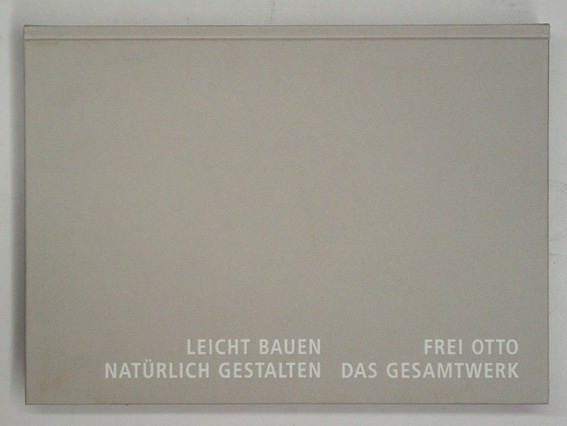 LEICHT BAUEN
NATÜRLICH GESTALTEN
FREI OTTO
DAS GESAMTWERK